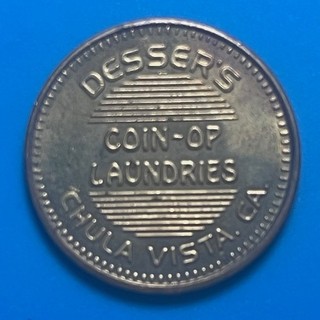 DESSER'S
COIN-OP
LAUNDRIES
CHULA VISTA, CA.